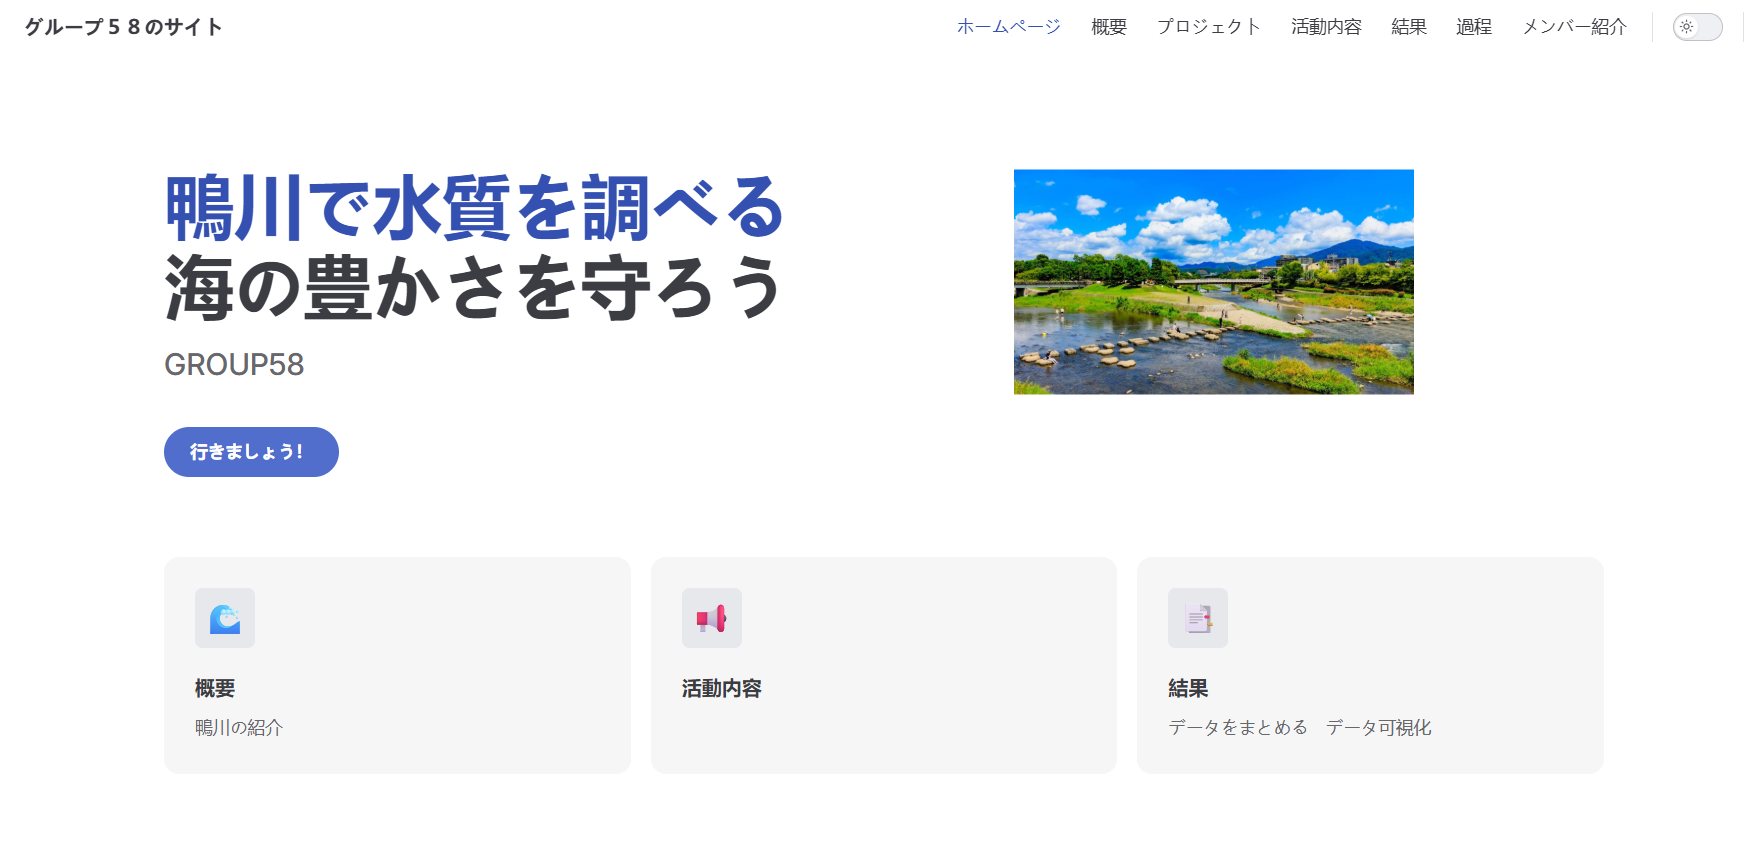 グループ５８のサイト
ホームページ 概要 プロジェクト 活動内容 結果 過程 メンバー紹介
鴨川で水質を調べる
海の豊かさを守ろう
GROUP58
行きましょう！
概要
鴨川の紹介
活動内容
結果
データをまとめる　データ可視化